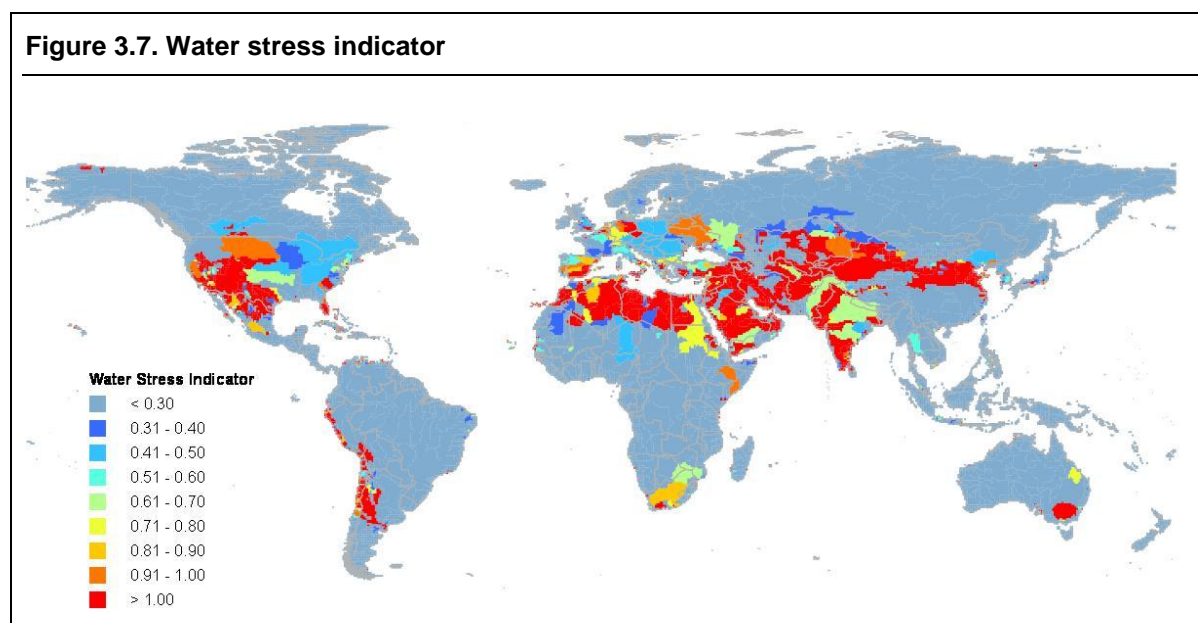 Figure 3.7. Water stress indicator
Water Stress Indicator
< 0.30
0.31 - 0.40
0.41 - 0.50
0.51 - 0.60
0.61 - 0.70
0.71 - 0.80
0.81 - 0.90
0.91 - 1.00
> 1.00